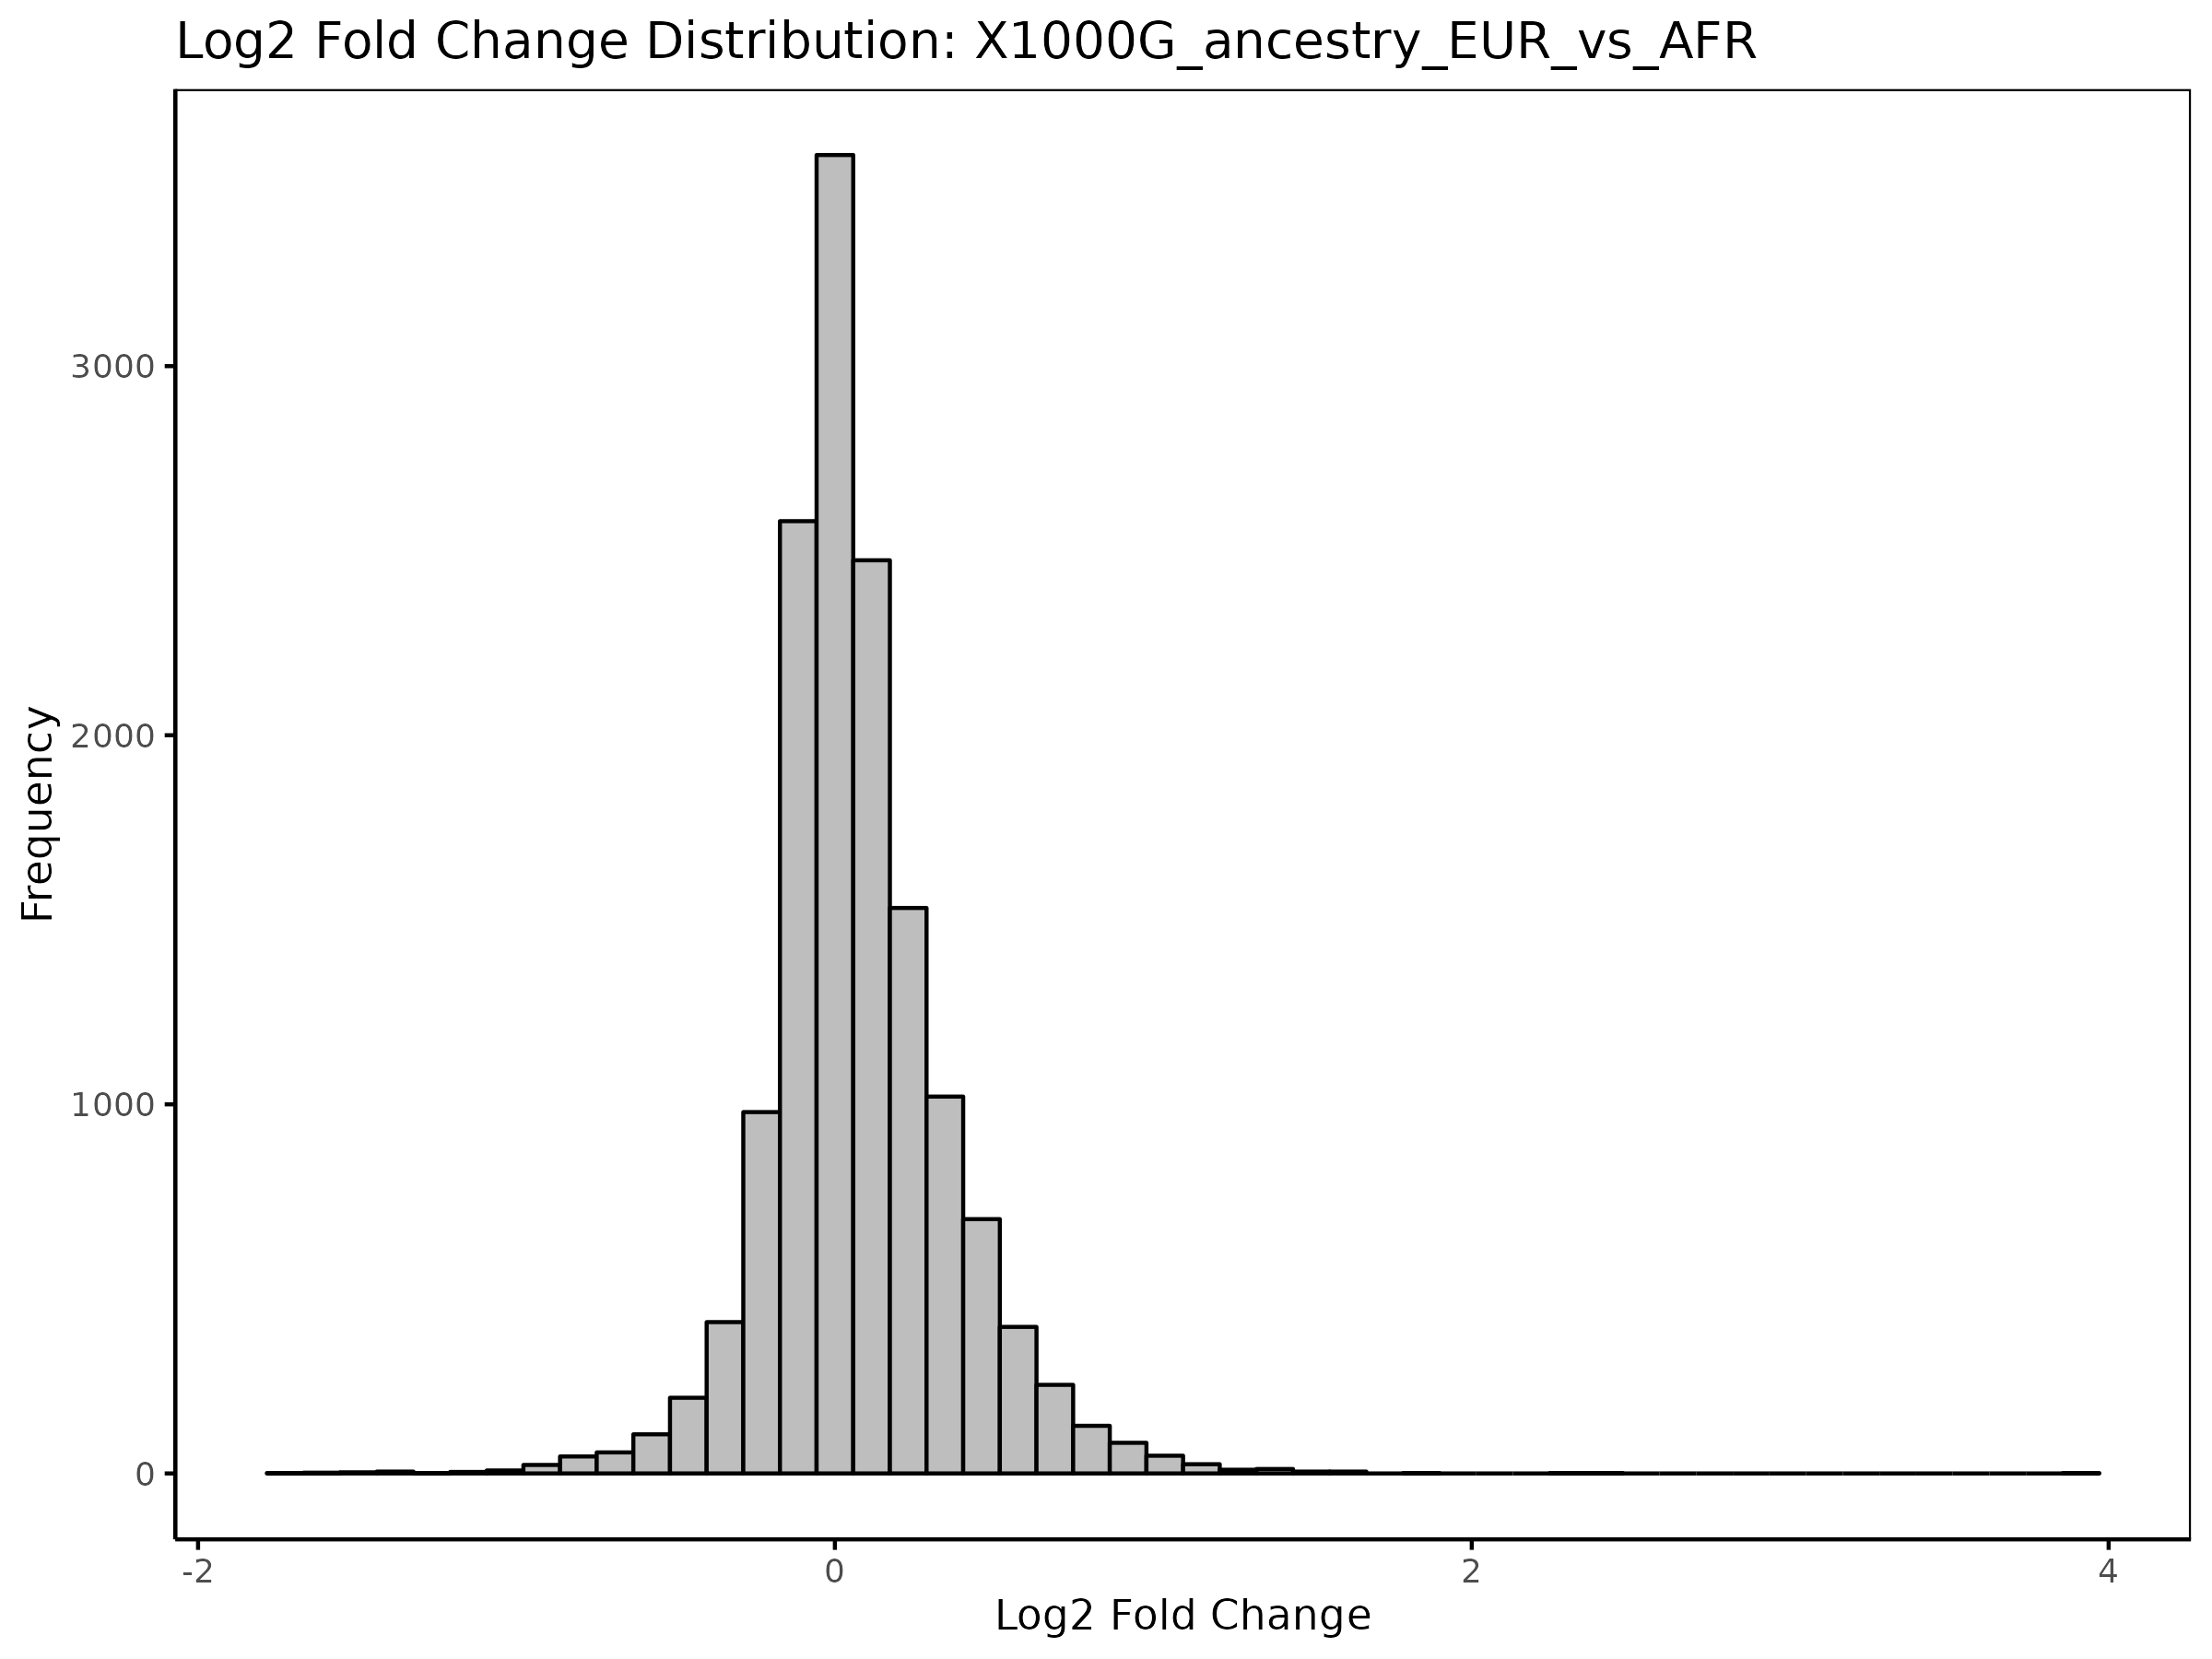 Log2 Fold Change Distribution: X1000G_ancestry_EUR_vs_AFR
Frequency
3000
2000
1000
0
-2 0 2 4
Log2 Fold Change